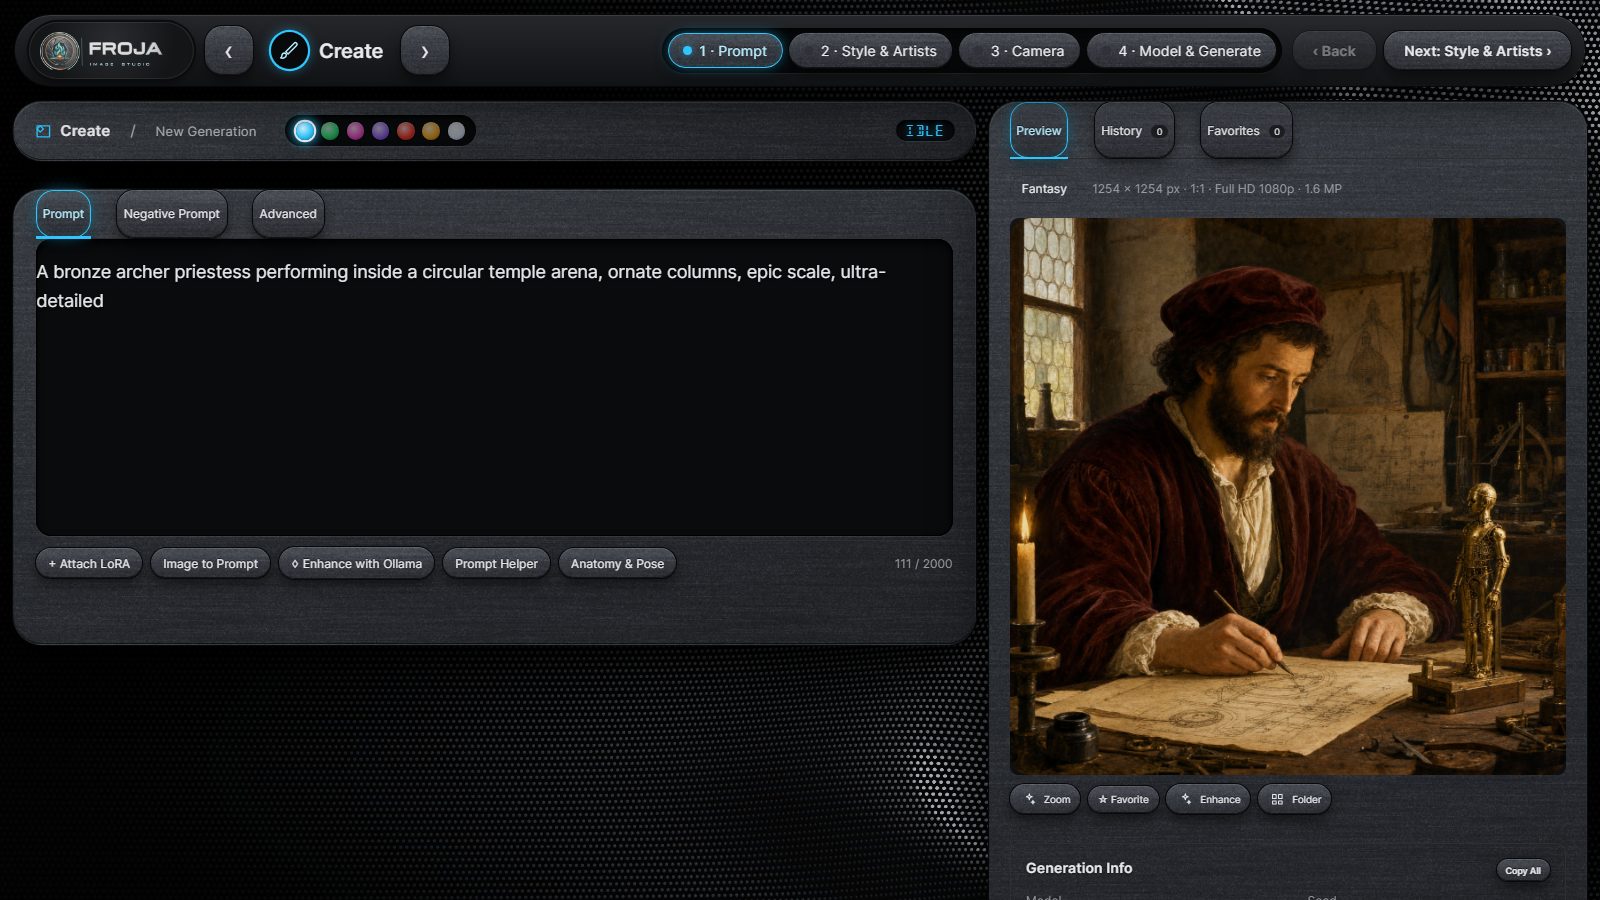 FROJA
IMAGE STUDIO
‹
Create
›
1 · Prompt
2 · Style & Artists
3 · Camera
4 · Model & Generate
‹ Back
Next: Style & Artists ›
Create / New Generation
IDLE
Prompt
Negative Prompt
Advanced
A bronze archer priestess performing inside a circular temple arena, ornate columns, epic scale, ultra-
detailed
+ Attach LoRA
Image to Prompt
◊ Enhance with Ollama
Prompt Helper
Anatomy & Pose
111 / 2000
Preview
History 0
Favorites 0
Fantasy
1254 × 1254 px · 1:1 · Full HD 1080p · 1.6 MP
Zoom
☆ Favorite
Enhance
Folder
Generation Info
Copy All
Model
Seed